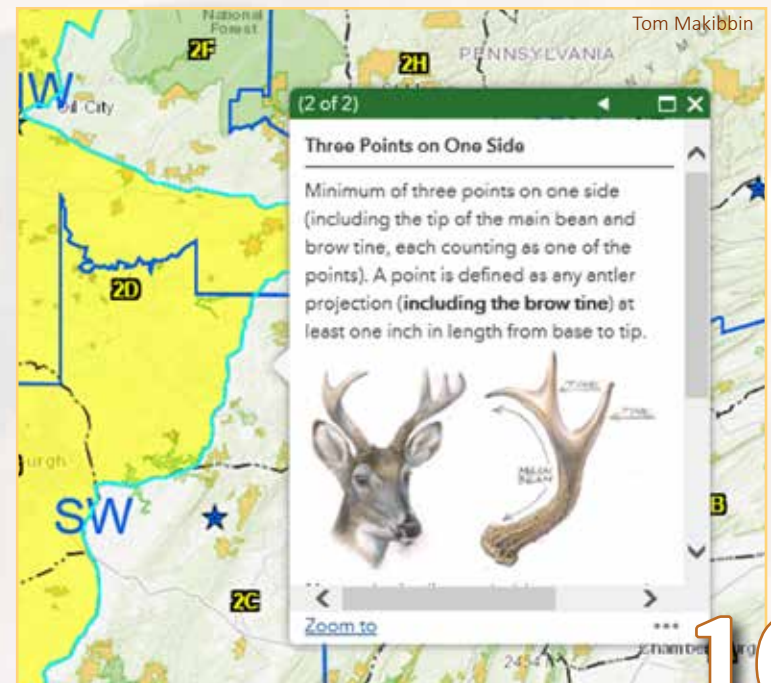 Tom Makibbin
National
Forest
2F
2H
PENNSYLVANIA
Oil City
(2 of 2)
Three Points on One Side
Minimum of three points on one side
(including the tip of the main bean and
brow tine, each counting as one of the
points). A point is defined as any antler
projection (including the brow tine) at
least one inch in length from base to tip.
2D
TINE
TINE
MAIN
BEAM
SW
2C
Zoom to